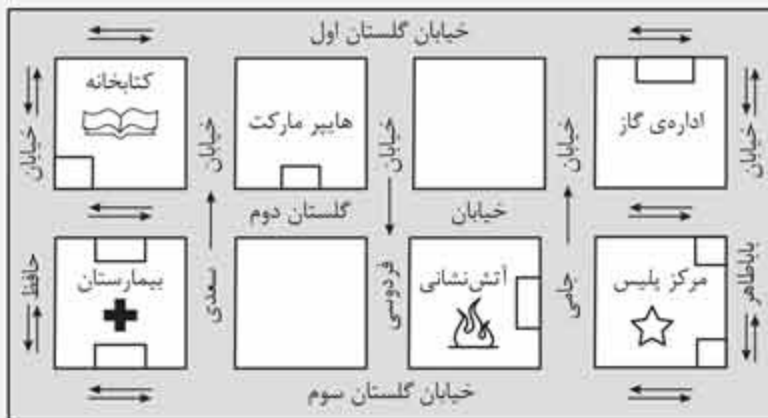 خیابان گلستان اول
اداره‌ی گاز
هایپر مارکت
کتابخانه
خیابان
خیابان
خیابان
خیابان
خیابان
خیابان
گلستان دوم
باباطاهر
مرکز پلیس
جامی
آتش‌نشانی
فردوسی
سعدی
بیمارستان
حافظ
خیابان گلستان سوم